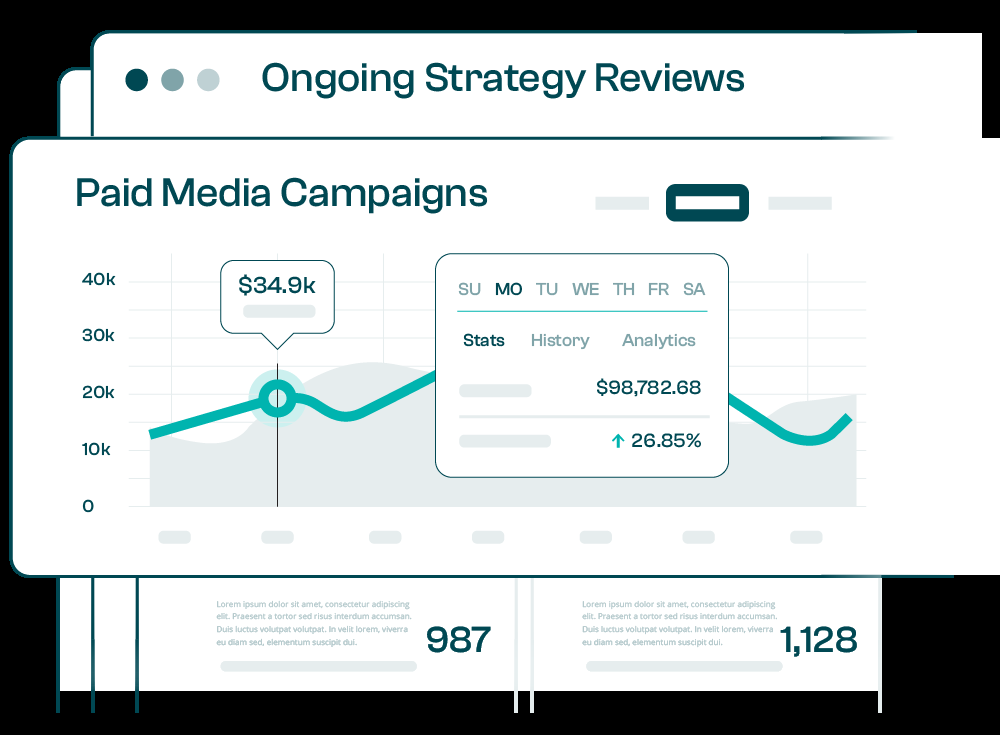 Ongoing Strategy Reviews
Paid Media Campaigns
40k
30k
20k
10k
0
$34.9k
SU MO TU WE TH FR SA
Stats History Analytics
$98,782.68
↑ 26.85%
Lorem ipsum dolor sit amet, consectetur adipiscing
elit. Praesent a tortor sed risus interdum accumsan.
Duis luctus volutpat volutpat. In velit lorem, viverra
eu diam sed, elementum suscipit dui.
987
Lorem ipsum dolor sit amet, consectetur adipiscing
elit. Praesent a tortor sed risus interdum accumsan.
Duis luctus volutpat volutpat. In velit lorem, viverra
eu diam sed, elementum suscipit dui.
1,128